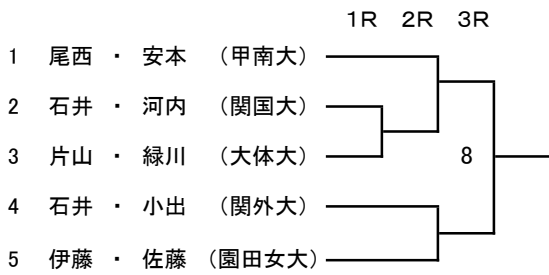 1R 2R 3R
1 尾西 ・ 安本 (甲南大)
2 石井 ・ 河内 (関国大)
3 片山 ・ 緑川 (大体大) 8
4 石井 ・ 小出 (関外大)
5 伊藤 ・ 佐藤 (園田女大)